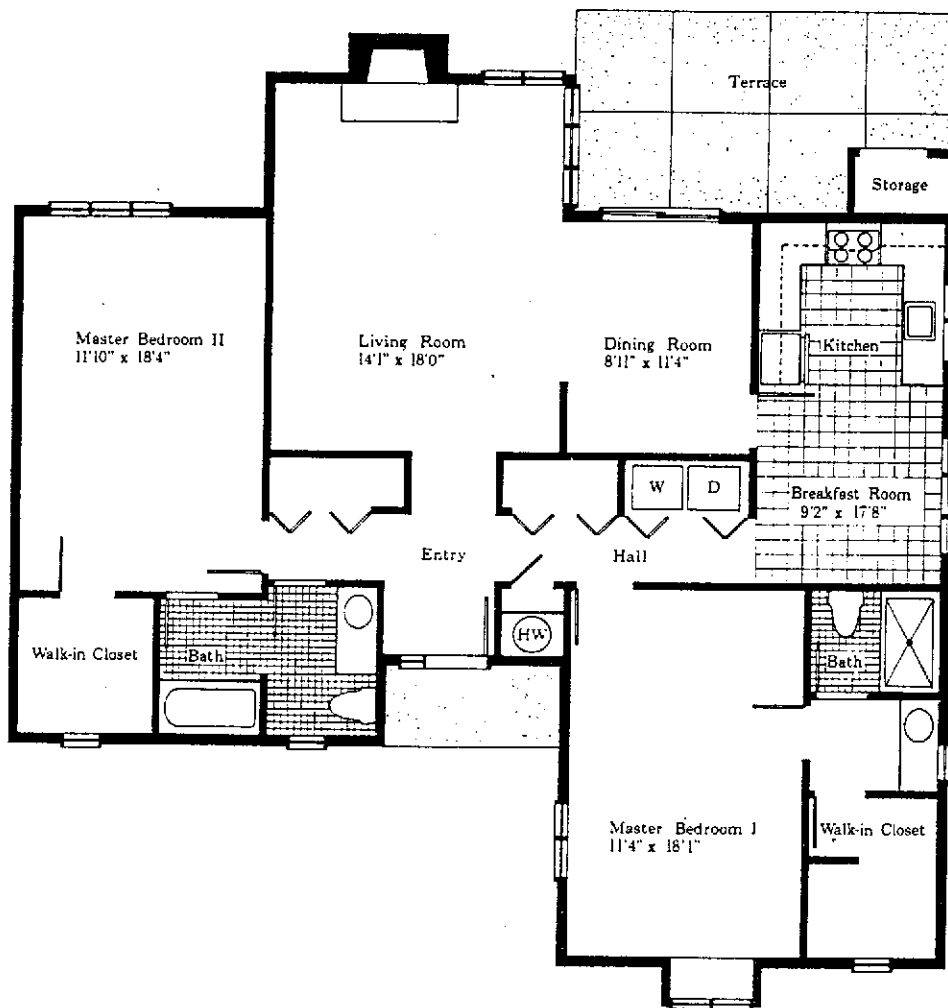 Terrace
Storage
Master Bedroom II
11'10" x 18'4"
Living Room
14'1" x 18'0"
Dining Room
8'11" x 11'4"
Kitchen
W
D
Breakfast Room
9'2" x 17'8"
Entry
Hall
HW
Walk-in Closet
Bath
Bath
Master Bedroom I
11'4" x 18'1"
Walk-in Closet